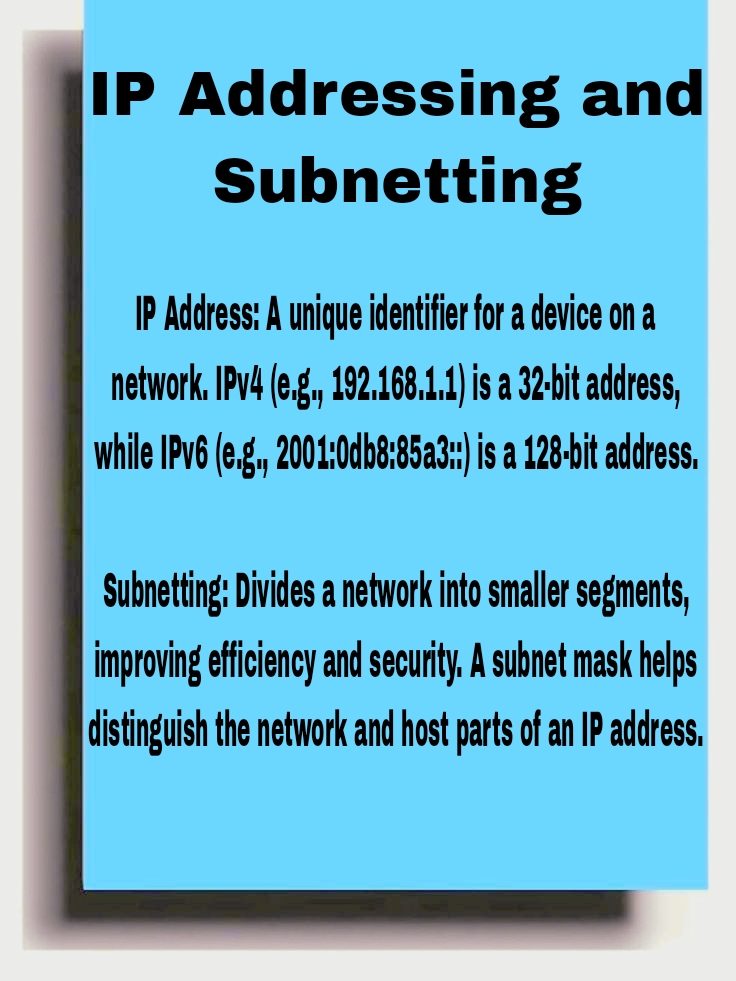 IP Addressing and
Subnetting
IP Address: A unique identifier for a device on a
network. IPv4 (e.g., 192.168.1.1) is a 32-bit address,
while IPv6 (e.g., 2001:0db8:85a3::) is a 128-bit address.
Subnetting: Divides a network into smaller segments,
improving efficiency and security. A subnet mask helps
distinguish the network and host parts of an IP address.